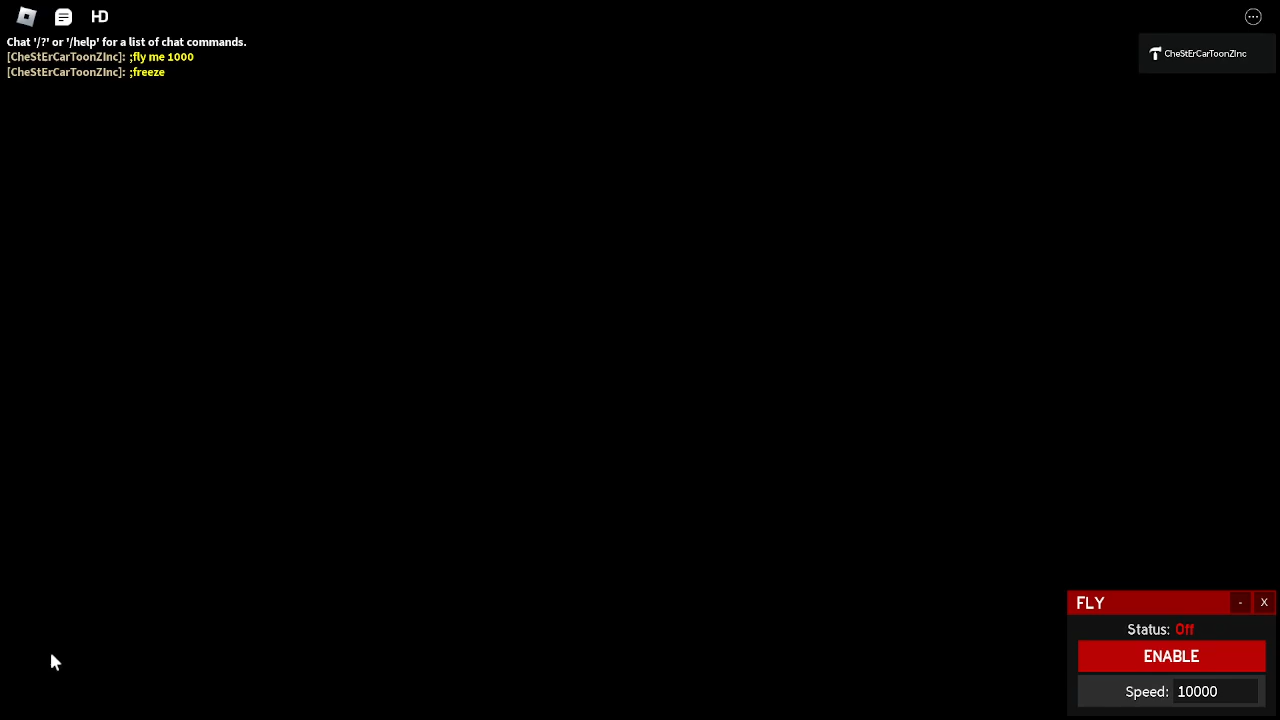 HD
Chat '/?' or '/help' for a list of chat commands.
[CheStErCarToonZInc]: ;fly me 1000
[CheStErCarToonZInc]: ;freeze
CheStErCarToonZInc
FLY - X
Status: Off
ENABLE
Speed: 10000